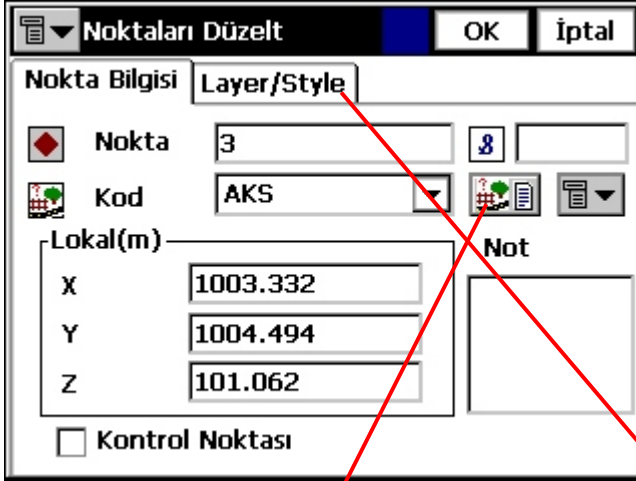 Noktaları Düzelt OK İptal
Nokta Bilgisi Layer/Style
Nokta 3
Kod AKS
Lokal(m) Not
X 1003.332
Y 1004.494
Z 101.062
Kontrol Noktası